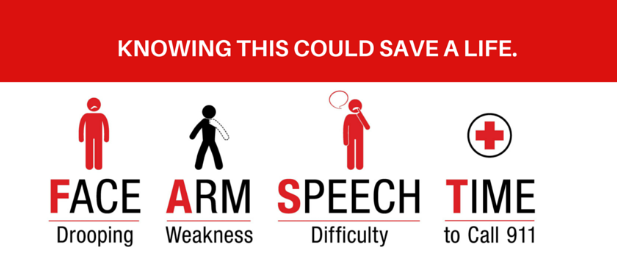 KNOWING THIS COULD SAVE A LIFE.
FACE ARM SPEECH TIME
Drooping Weakness Difficulty to Call 911